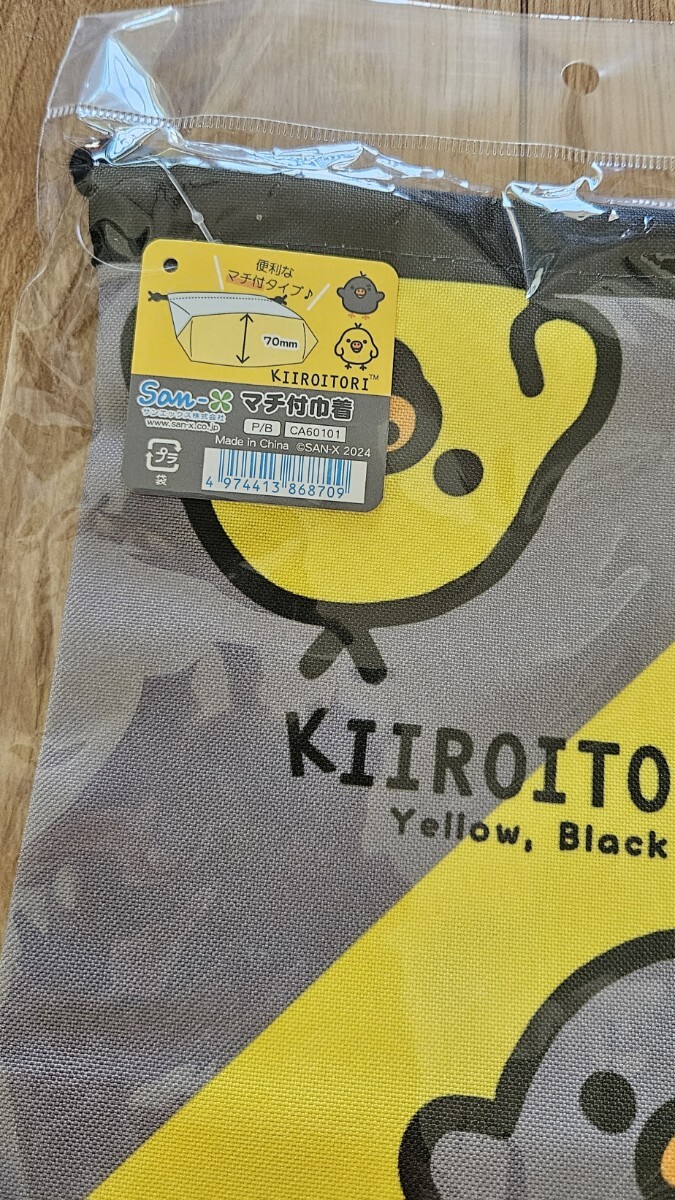 便利な
マチ付タイプ♪
70mm
KIIROITORI™
San-X
サンエックス株式会社
www.san-x.co.jp
マチ付巾着
P/B CA60101
Made in China ©SAN-X 2024
プラ
袋
4 974413 868709
KIIROITO
Yellow, Black